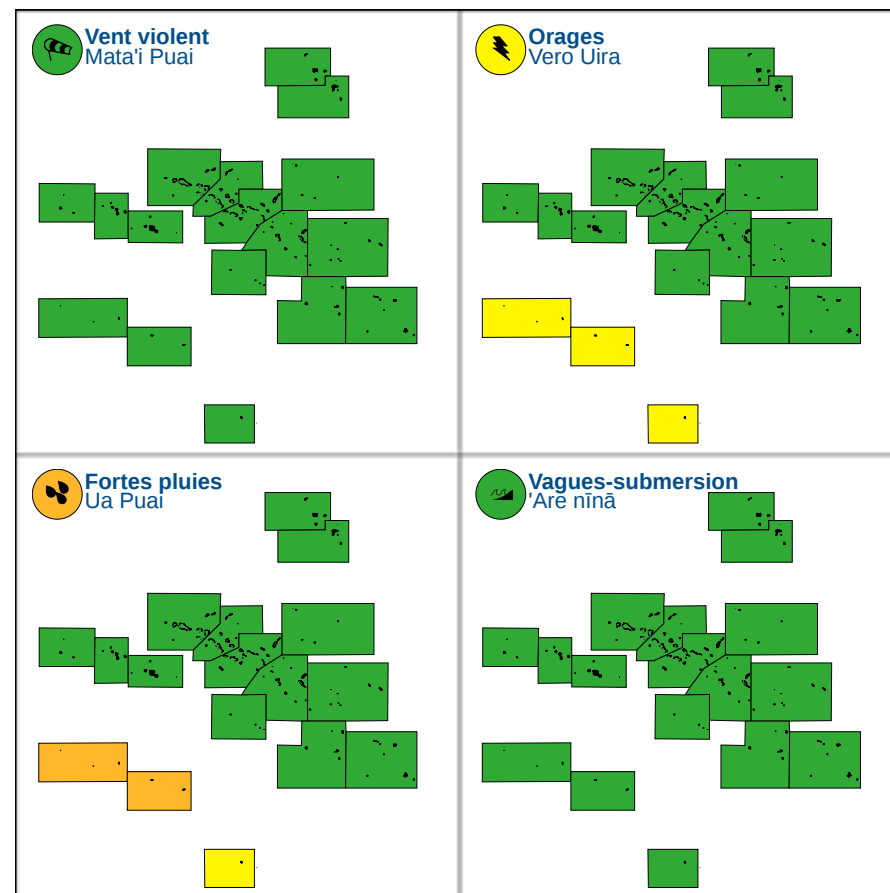 Vent violent
Mata'i Puai
Orages
Vero Uira
Fortes pluies
Ua Puai
Vagues-submersion
'Are nīnā